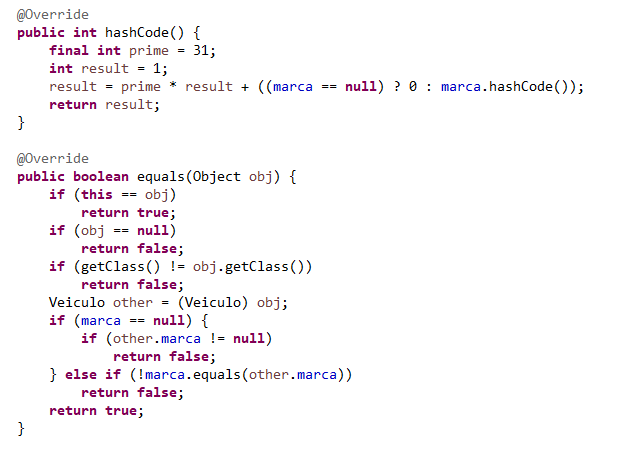 @Override
public int hashCode() {
    final int prime = 31;
    int result = 1;
    result = prime * result + ((marca == null) ? 0 : marca.hashCode());
    return result;
}

@Override
public boolean equals(Object obj) {
    if (this == obj)
        return true;
    if (obj == null)
        return false;
    if (getClass() != obj.getClass())
        return false;
    Veiculo other = (Veiculo) obj;
    if (marca == null) {
        if (other.marca != null)
            return false;
    } else if (!marca.equals(other.marca))
        return false;
    return true;
}